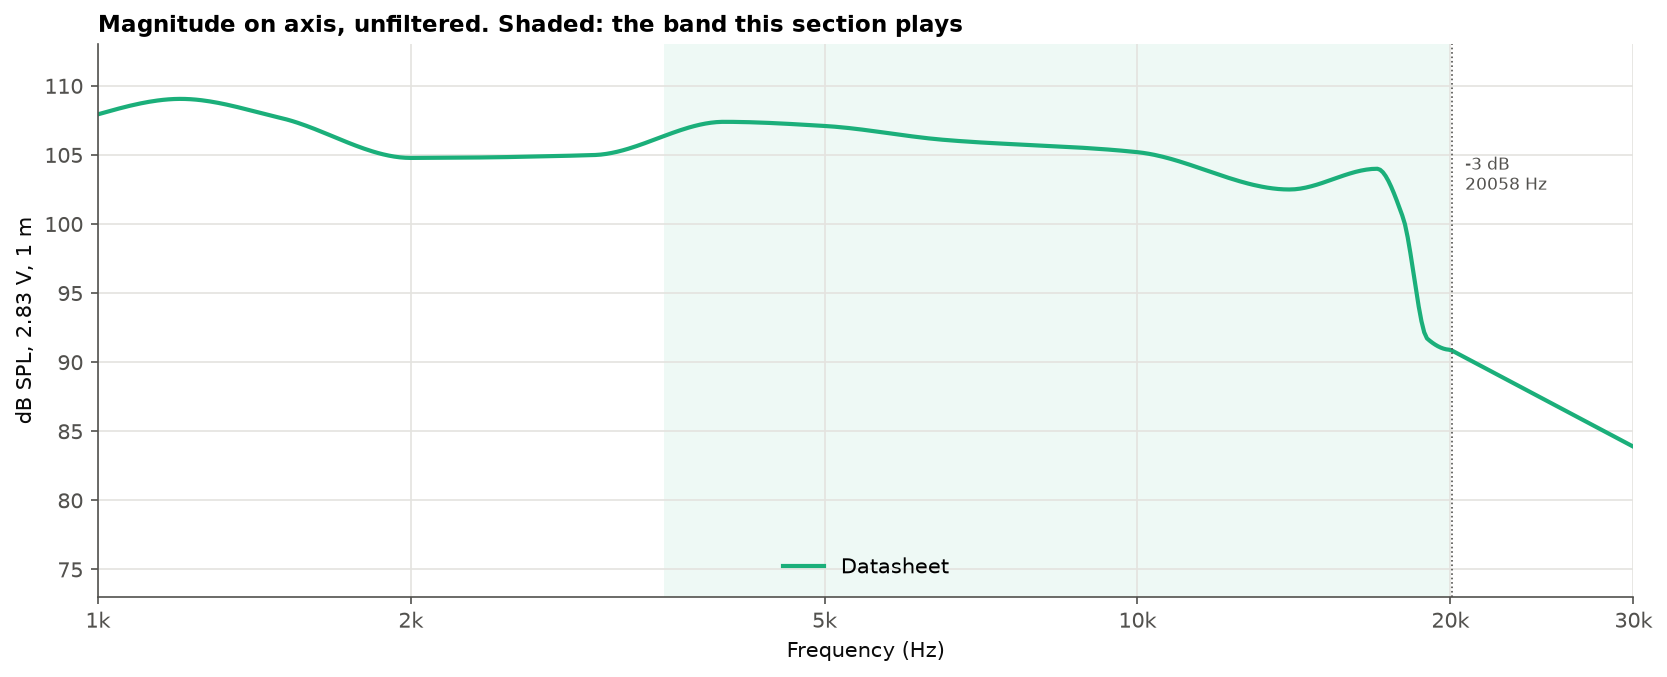 Magnitude on axis, unfiltered. Shaded: the band this section plays
110
105
100
95
90
85
80
75
dB SPL, 2.83 V, 1 m
-3 dB
20058 Hz
Datasheet
1k
2k
5k
10k
20k
30k
Frequency (Hz)